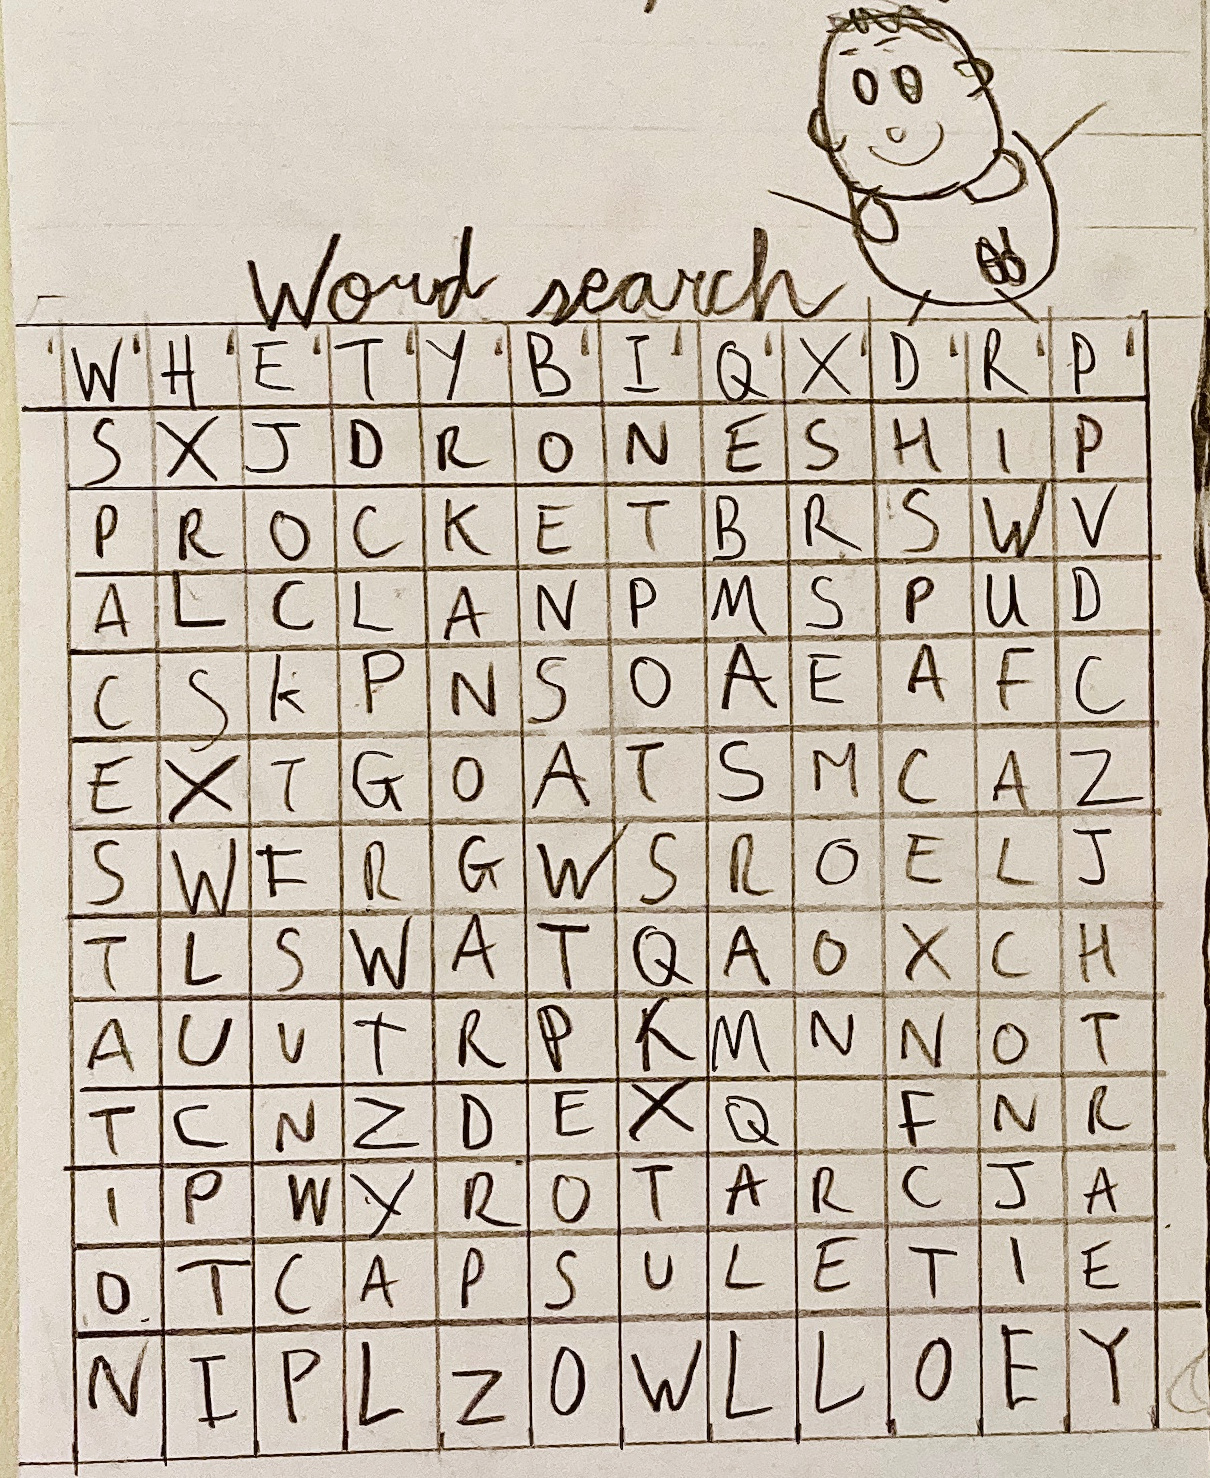 Word search
W H E T Y B I Q X D R P
S X J D R O N E S H I P
P R O C K E T B R S W V
A L C L A N P M S P U D
C S K P N S O A E A F C
E X T G O A T S M C A Z
S W F R G W S R O E L J
T L S W A T Q A O X C H
A U U T R P K M N N O T
T C N Z D E X Q F N R
I P W Y R O T A R C J A
O T C A P S U L E T I E
N I P L Z O W L L O E Y